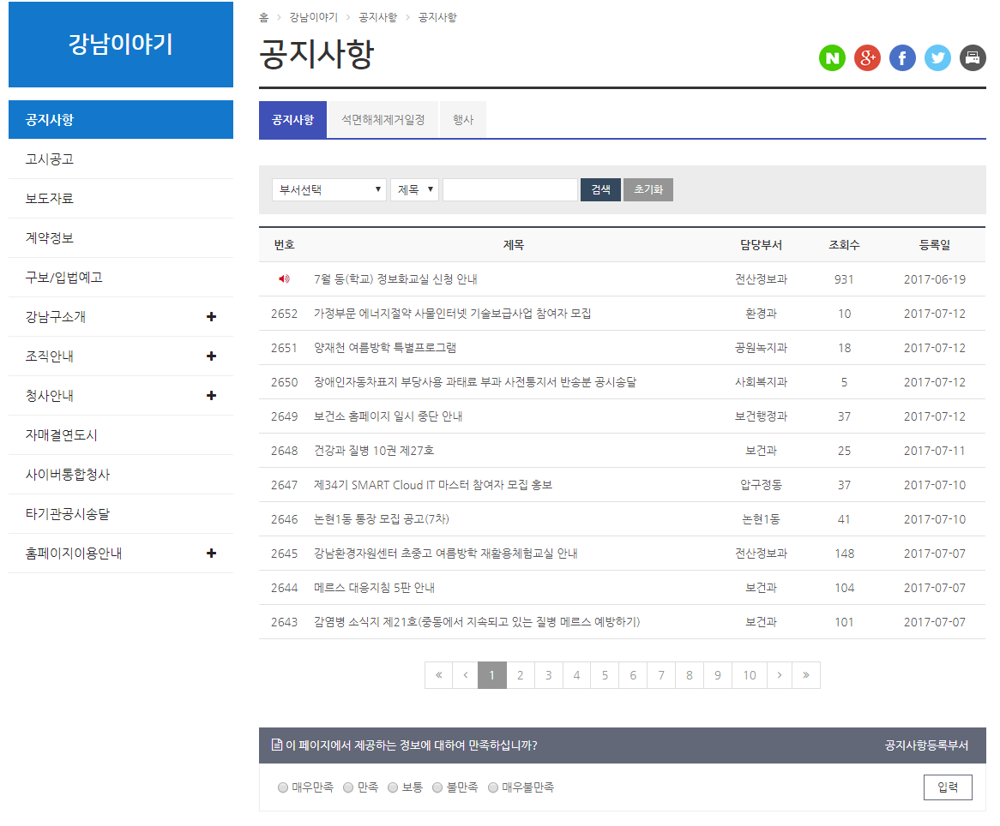 강남이야기
공지사항
고시공고
보도자료
계약정보
구보/입법예고
강남구소개
조직안내
청사안내
자매결연도시
사이버통합청사
타기관공시송달
홈페이지이용안내
홈 > 강남이야기 > 공지사항 > 공지사항
공지사항
공지사항 석면해체제거일정 행사
부서선택 제목 검색 초기화
번호 제목 담당부서 조회수 등록일
7월 동(학교) 정보화교실 신청 안내 전산정보과 931 2017-06-19
2652 가정부문 에너지절약 사물인터넷 기술보급사업 참여자 모집 환경과 10 2017-07-12
2651 양재천 여름방학 특별프로그램 공원녹지과 18 2017-07-12
2650 장애인자동차표지 부당사용 과태료 부과 사전통지서 반송분 공시송달 사회복지과 5 2017-07-12
2649 보건소 홈페이지 일시 중단 안내 보건행정과 37 2017-07-12
2648 건강과 질병 10권 제27호 보건과 25 2017-07-11
2647 제34기 SMART Cloud IT 마스터 참여자 모집 홍보 압구정동 37 2017-07-10
2646 논현1동 통장 모집 공고(7차) 논현1동 41 2017-07-10
2645 강남환경자원센터 초중고 여름방학 재활용체험교실 안내 전산정보과 148 2017-07-07
2644 메르스 대응지침 5판 안내 보건과 104 2017-07-07
2643 감염병 소식지 제21호(중동에서 지속되고 있는 질병 메르스 예방하기) 보건과 101 2017-07-07
« ‹ 1 2 3 4 5 6 7 8 9 10 › »
이 페이지에서 제공하는 정보에 대하여 만족하십니까? 공지사항등록부서
매우만족 만족 보통 불만족 매우불만족 입력